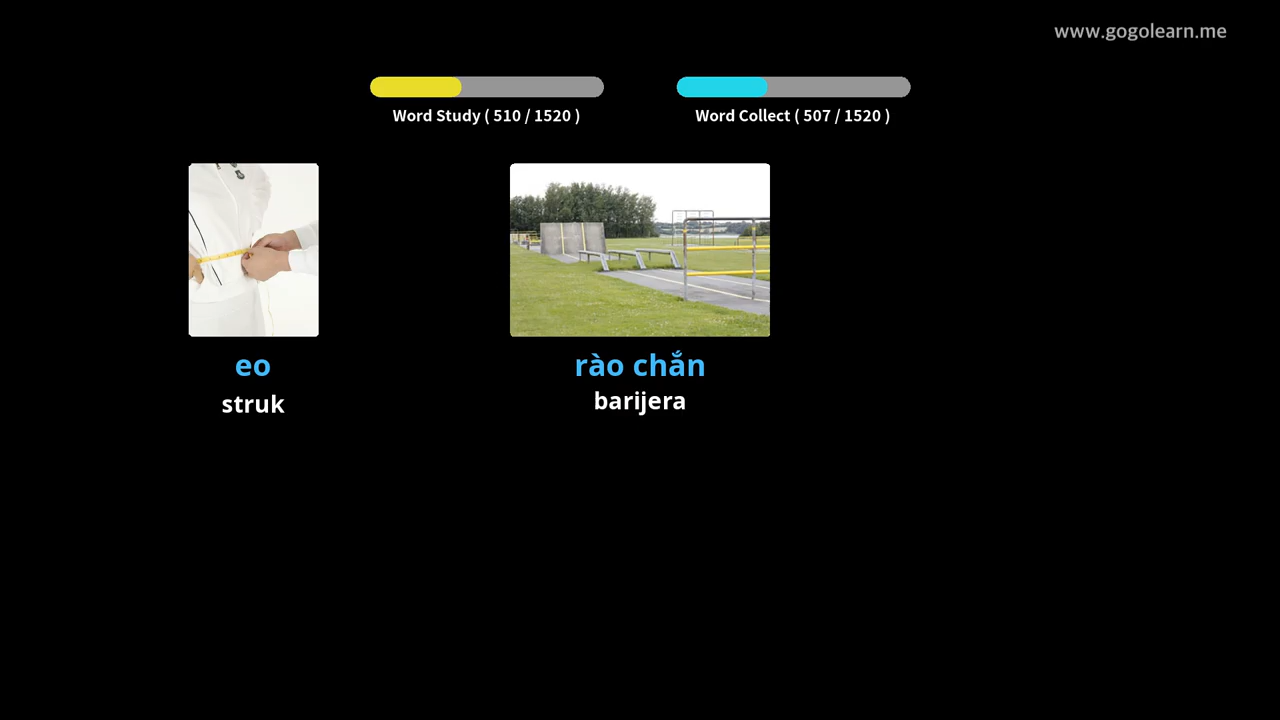 www.gogolearn.me
Word Study ( 510 / 1520 )
Word Collect ( 507 / 1520 )
eo
struk
rào chắn
barijera